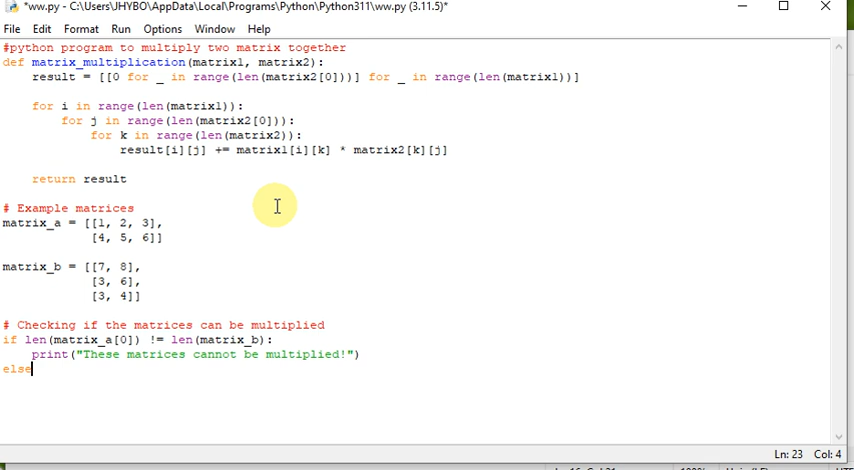 *ww.py - C:\Users\JHYBO\AppData\Local\Programs\Python\Python311\ww.py (3.11.5)*
File Edit Format Run Options Window Help
#python program to multiply two matrix together
def matrix_multiplication(matrix1, matrix2):
    result = [[0 for _ in range(len(matrix2[0]))] for _ in range(len(matrix1))]
    for i in range(len(matrix1)):
        for j in range(len(matrix2[0])):
            for k in range(len(matrix2)):
                result[i][j] += matrix1[i][k] * matrix2[k][j]
    return result
# Example matrices
matrix_a = [[1, 2, 3],
            [4, 5, 6]]
matrix_b = [[7, 8],
            [3, 6],
            [3, 4]]
# Checking if the matrices can be multiplied
if len(matrix_a[0]) != len(matrix_b):
    print("These matrices cannot be multiplied!")
else
Ln: 23 Col: 4